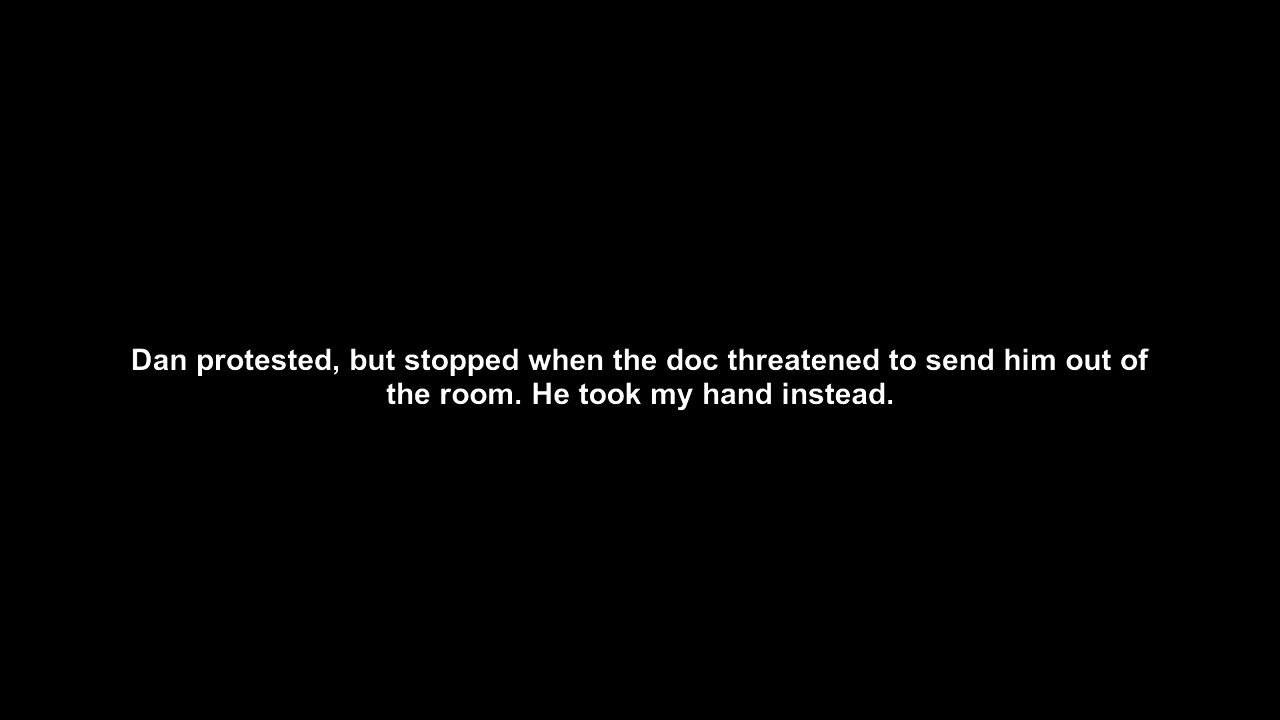 Dan protested, but stopped when the doc threatened to send him out of
the room. He took my hand instead.